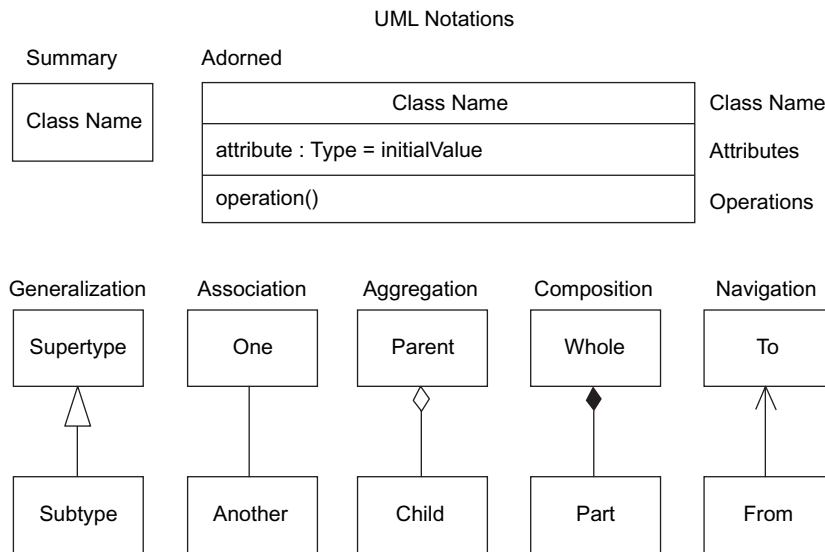 UML Notations
Summary Adorned
Class Name
Class Name Class Name
attribute : Type = initialValue Attributes
operation() Operations
Generalization Association Aggregation Composition Navigation
Supertype One Parent Whole To
Subtype Another Child Part From